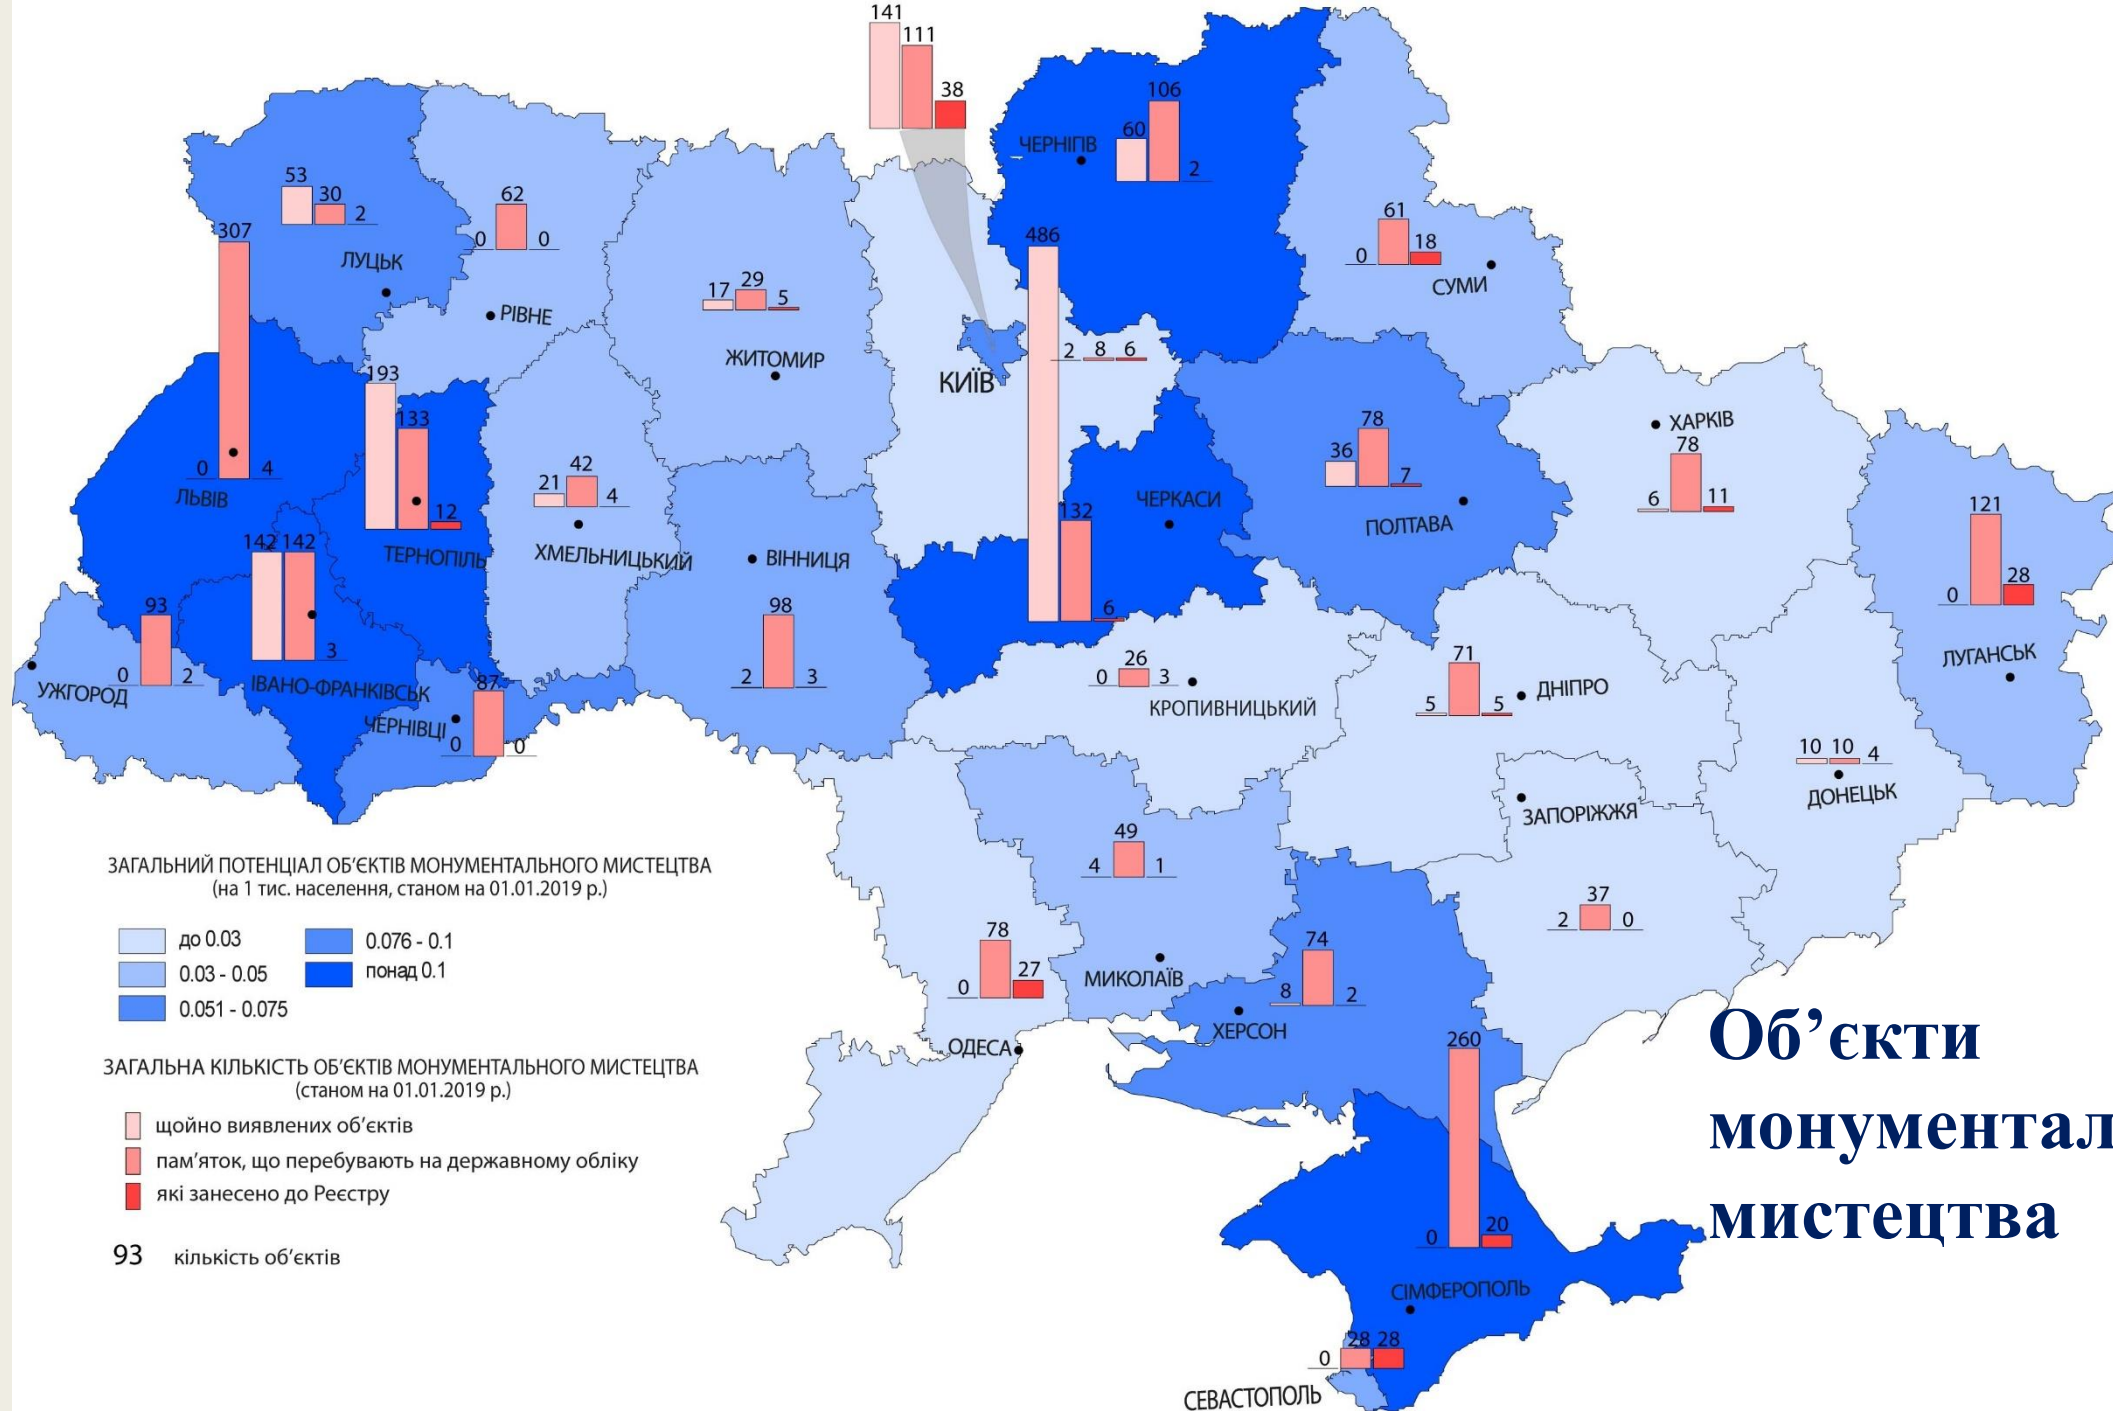 141
111
38
ЧЕРНІГІВ
60
106
2
53
30
2
ЛУЦЬК
0
62
0
РІВНЕ
17
29
5
ЖИТОМИР
КИЇВ
2
8
6
0
61
18
СУМИ
0
307
4
ЛЬВІВ
193
133
12
ТЕРНОПІЛЬ
21
42
4
ХМЕЛЬНИЦЬКИЙ
ВІННИЦЯ
2
98
3
486
132
6
ЧЕРКАСИ
36
78
7
ПОЛТАВА
ХАРКІВ
6
78
11
0
121
28
ЛУГАНСЬК
142
142
3
ІВАНО-ФРАНКІВСЬК
0
93
2
УЖГОРОД
ЧЕРНІВЦІ
0
87
0
0
26
3
КРОПИВНИЦЬКИЙ
5
71
5
ДНІПРО
10
10
4
ДОНЕЦЬК
ЗАПОРІЖЖЯ
2
37
0
4
49
1
МИКОЛАЇВ
0
78
27
ОДЕСА
8
74
2
ХЕРСОН
0
260
20
СІМФЕРОПОЛЬ
0
28
28
СЕВАСТОПОЛЬ
ЗАГАЛЬНИЙ ПОТЕНЦІАЛ ОБ'ЄКТІВ МОНУМЕНТАЛЬНОГО МИСТЕЦТВА
(на 1 тис. населення, станом на 01.01.2019 р.)
до 0.03
0.03 - 0.05
0.051 - 0.075
0.076 - 0.1
понад 0.1
ЗАГАЛЬНА КІЛЬКІСТЬ ОБ'ЄКТІВ МОНУМЕНТАЛЬНОГО МИСТЕЦТВА
(станом на 01.01.2019 р.)
щойно виявлених об'єктів
пам'яток, що перебувають на державному обліку
які занесено до Реєстру
93 кількість об'єктів
Об’єкти
монументал
мистецтва